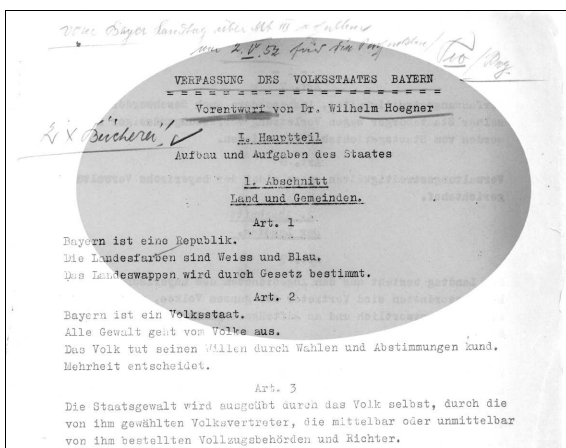 Vom Bayer Landtag über
VERFASSUNG DES VOLKSSTAATES BAYERN
Vorentwurf von Dr. Wilhelm Hoegner
2 x Bücherei
I. Hauptteil
Aufbau und Aufgaben des Staates
1. Abschnitt
Land und Gemeinden.
Art. 1
Bayern ist eine Republik.
Die Landesfarben sind Weiss und Blau.
Das Landeswappen wird durch Gesetz bestimmt.
Art. 2
Bayern ist ein Volksstaat.
Alle Gewalt geht vom Volke aus.
Das Volk tut seinen Willen durch Wahlen und Abstimmungen kund.
Mehrheit entscheidet.
Art. 3
Die Staatsgewalt wird ausgeübt durch das Volk selbst, durch die
von ihm gewählten Volksvertreter, die mittelbar oder unmittelbar
von ihm bestellten Vollzugsbehörden und Richter.